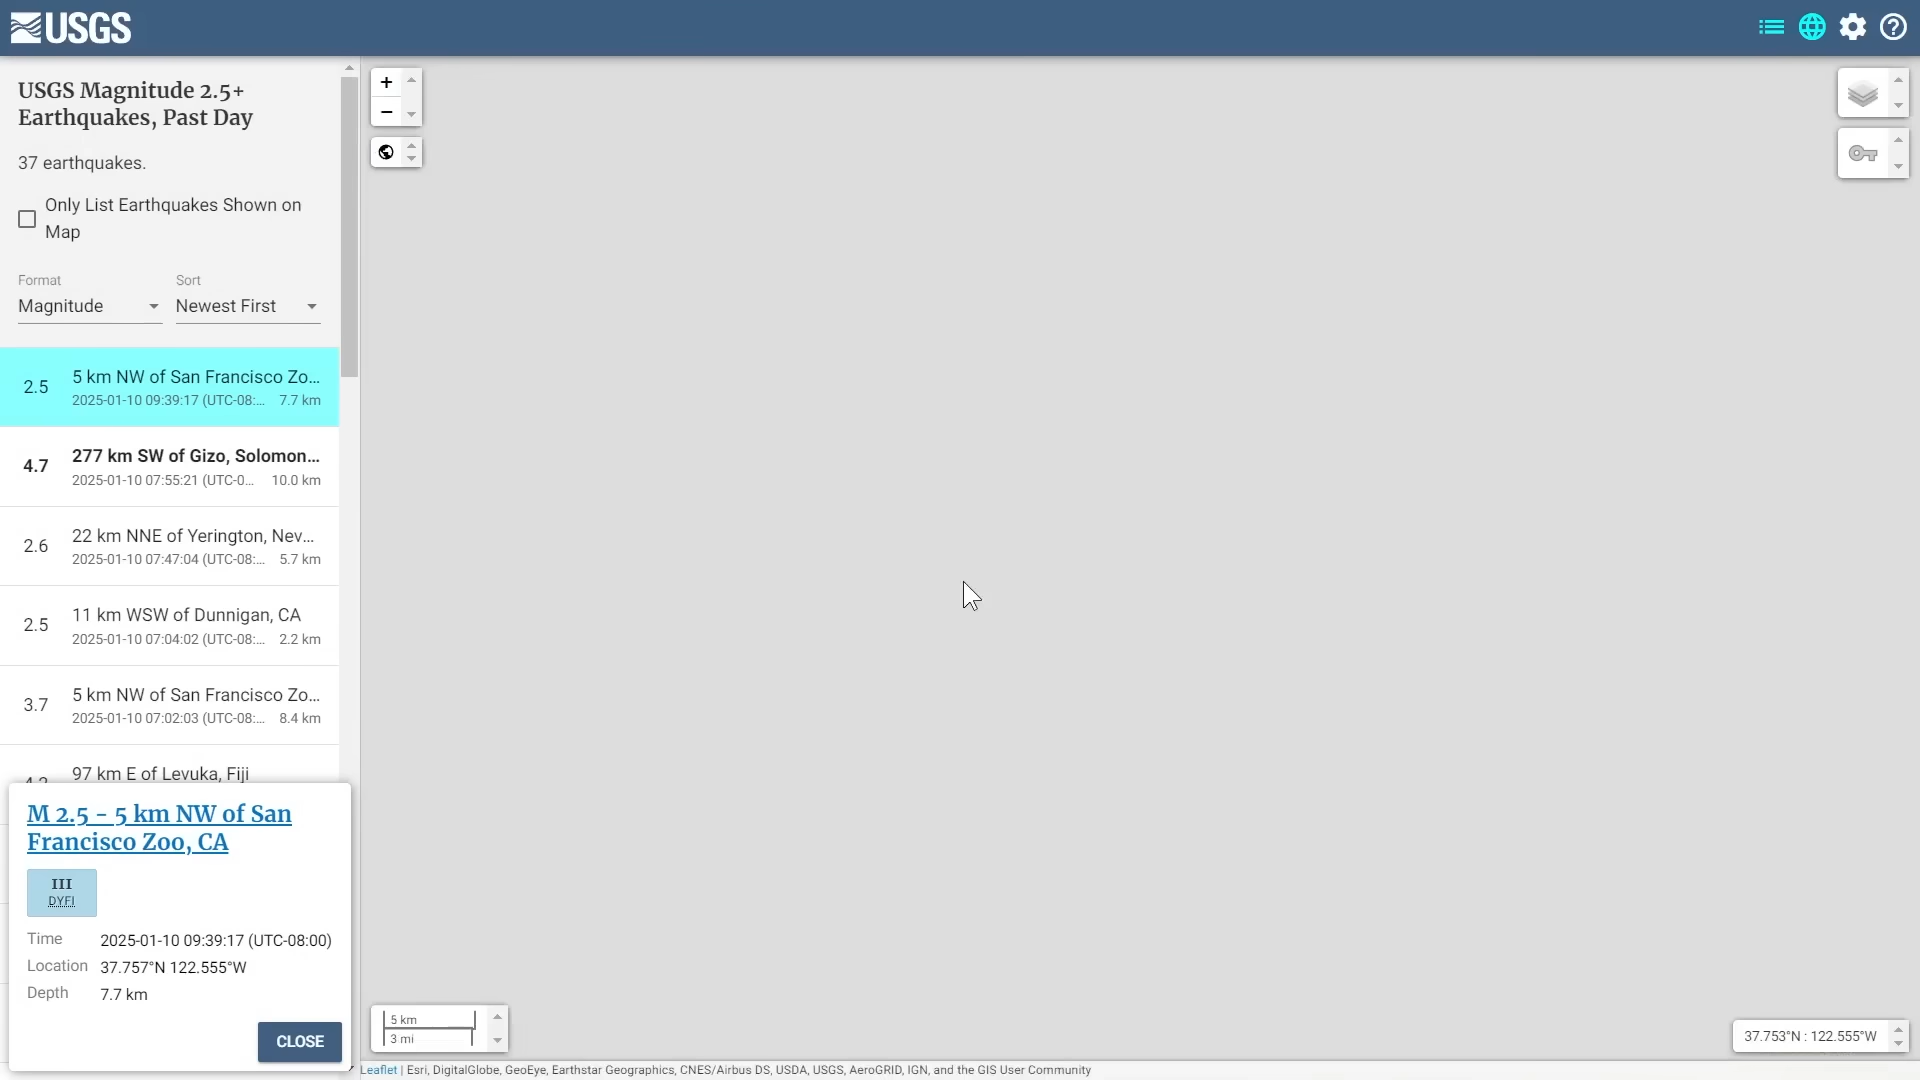 USGS
USGS Magnitude 2.5+
Earthquakes, Past Day
37 earthquakes.
Only List Earthquakes Shown on
Map
Format
Sort
Magnitude
Newest First
2.5
5 km NW of San Francisco Zo...
2025-01-10 09:39:17 (UTC-08:... 7.7 km
4.7
277 km SW of Gizo, Solomon...
2025-01-10 07:55:21 (UTC-0... 10.0 km
2.6
22 km NNE of Yerington, Nev...
2025-01-10 07:47:04 (UTC-08:... 5.7 km
2.5
11 km WSW of Dunnigan, CA
2025-01-10 07:04:02 (UTC-08:... 2.2 km
3.7
5 km NW of San Francisco Zo...
2025-01-10 07:02:03 (UTC-08:... 8.4 km
97 km E of Levuka, Fiji
M 2.5 - 5 km NW of San
Francisco Zoo, CA
III
DYFI
Time 2025-01-10 09:39:17 (UTC-08:00)
Location 37.757°N 122.555°W
Depth 7.7 km
CLOSE
+
−
5 km
3 mi
37.753°N : 122.555°W
Leaflet | Esri, DigitalGlobe, GeoEye, Earthstar Geographics, CNES/Airbus DS, USDA, USGS, AeroGRID, IGN, and the GIS User Community